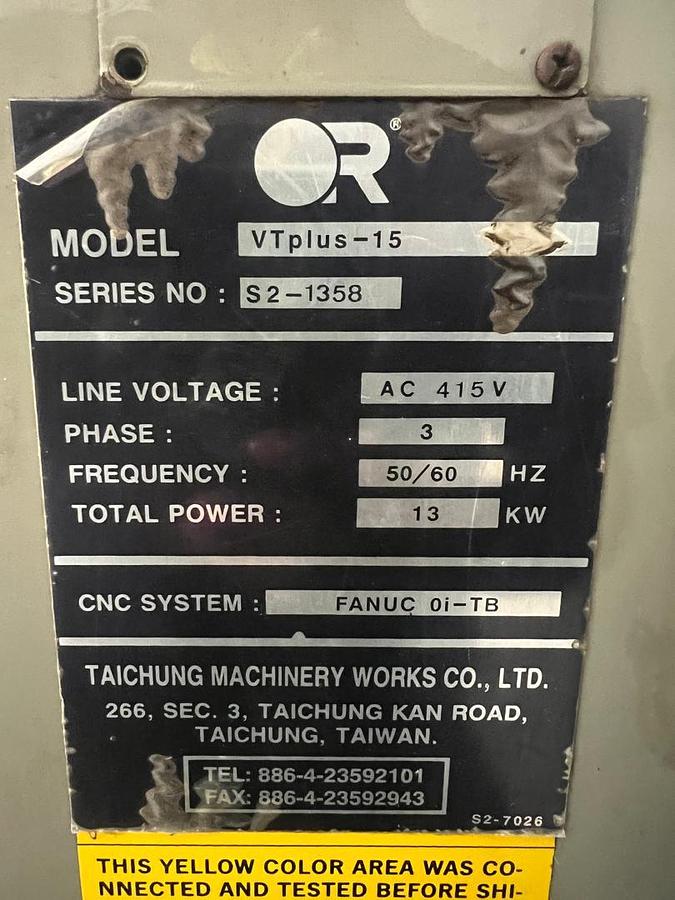 R®
MODEL VTplus-15
SERIES NO : S2-1358
LINE VOLTAGE : AC 415V
PHASE : 3
FREQUENCY : 50/60 HZ
TOTAL POWER : 13 KW
CNC SYSTEM : FANUC 0i-TB
TAICHUNG MACHINERY WORKS CO., LTD.
266, SEC. 3, TAICHUNG KAN ROAD,
TAICHUNG, TAIWAN.
TEL: 886-4-23592101
FAX: 886-4-23592943
S2-7026
THIS YELLOW COLOR AREA WAS CO-
NNECTED AND TESTED BEFORE SHI-